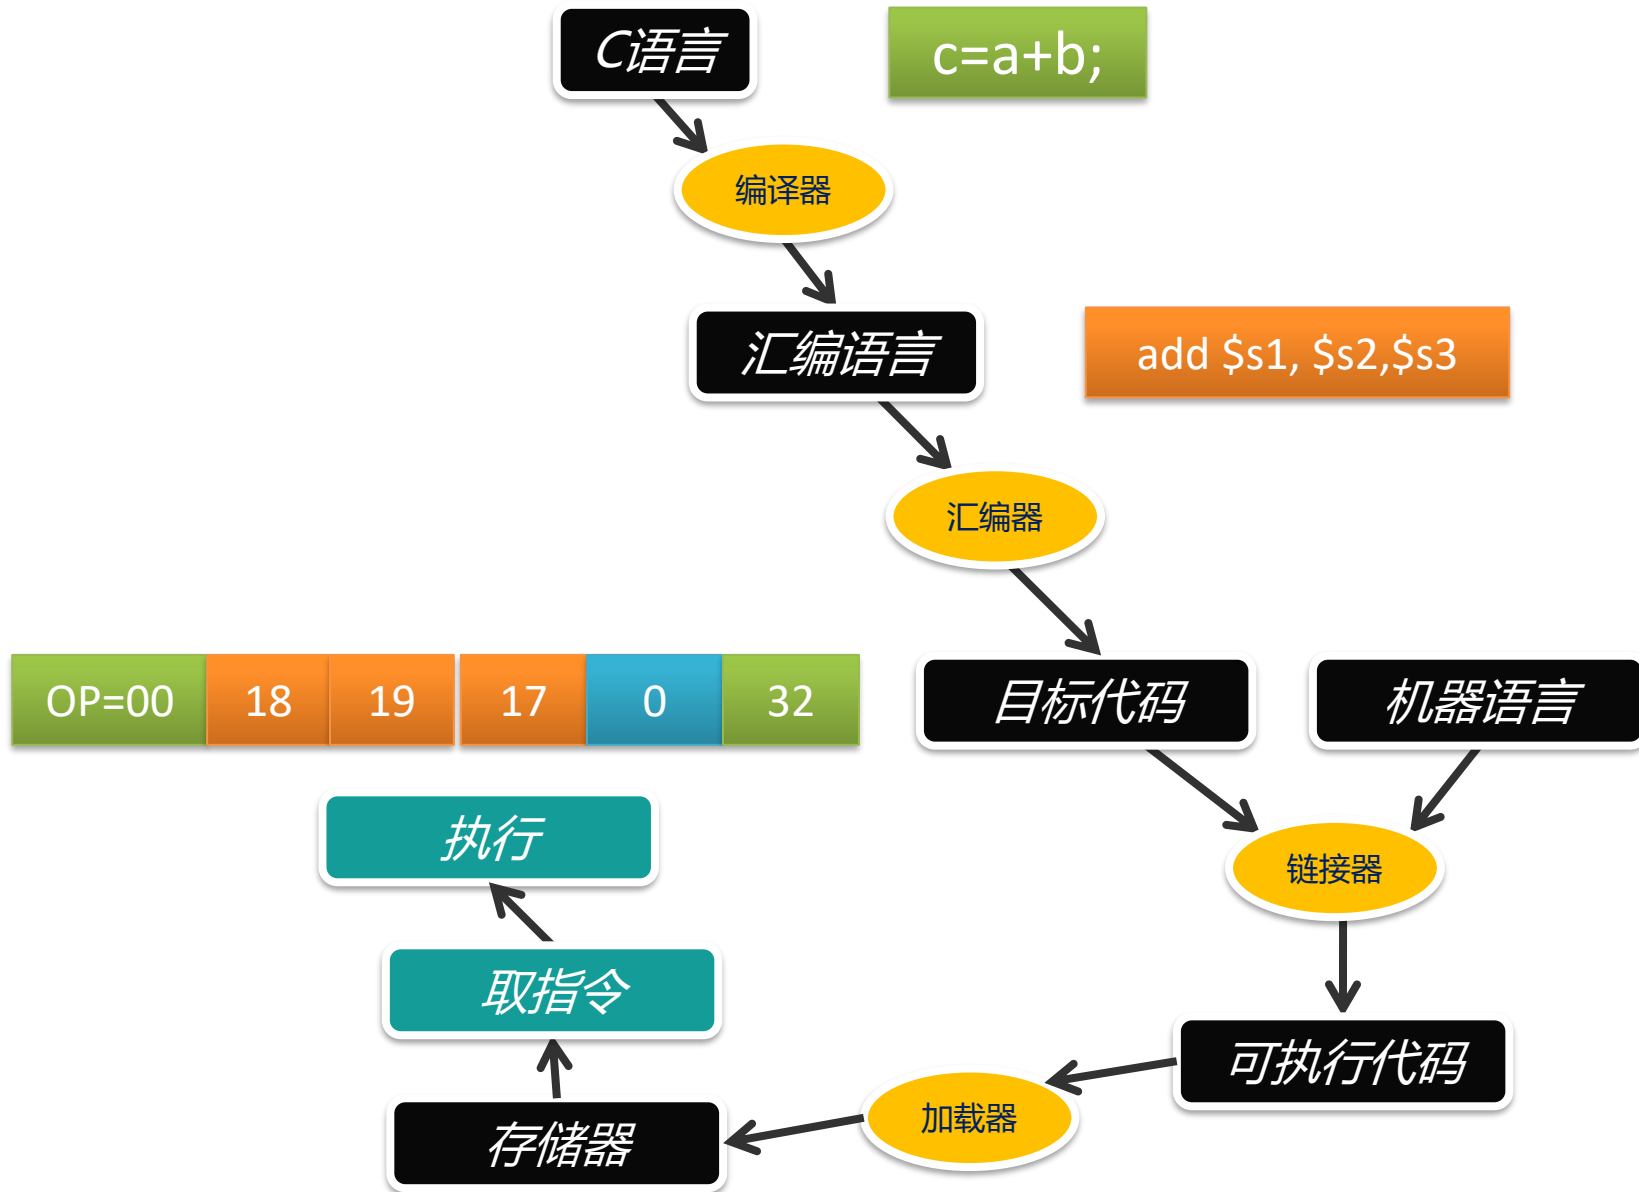 C语言
c=a+b;
编译器
汇编语言
add $s1, $s2,$s3
汇编器
OP=00 18 19 17 0 32
目标代码
机器语言
执行
链接器
取指令
可执行代码
加载器
存储器